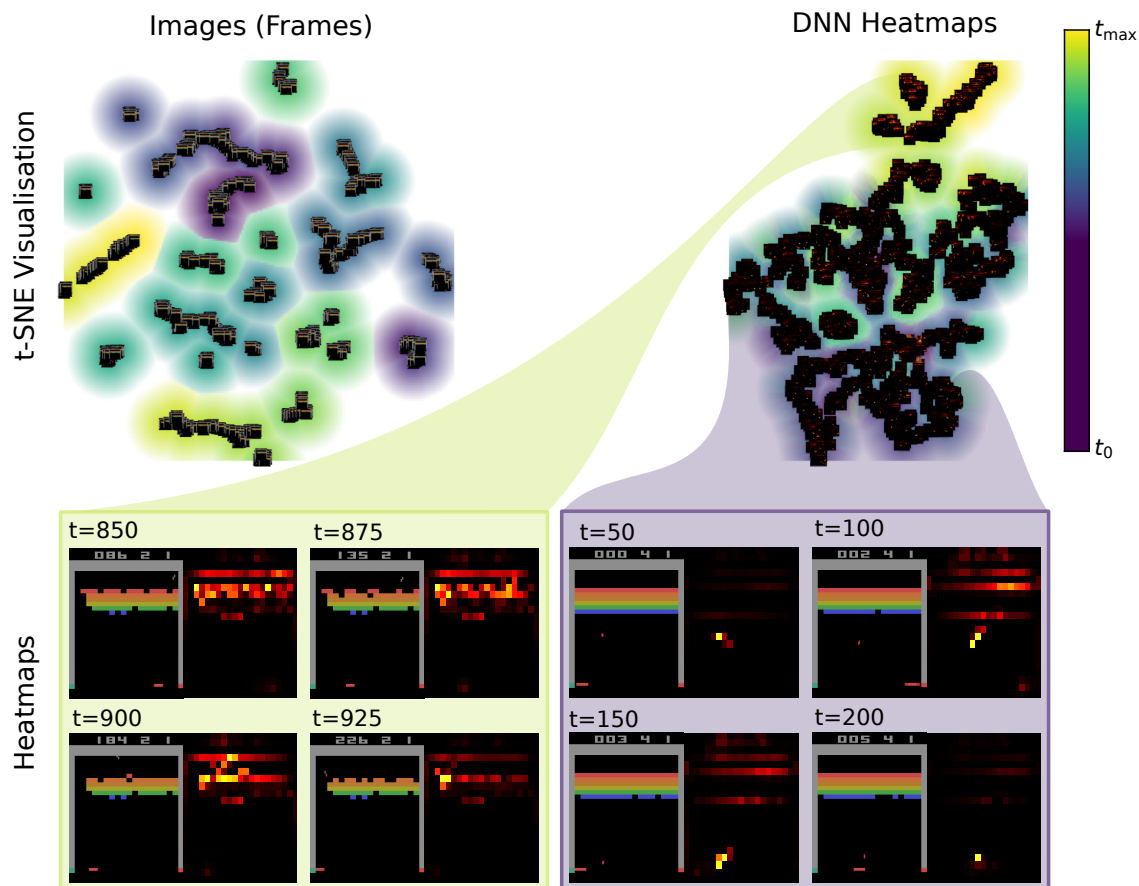 Images (Frames)
DNN Heatmaps
t-SNE Visualisation
t_max
t_0
Heatmaps
t=850
t=875
086 2 1
135 2 1
t=900
t=925
184 2 1
226 2 1
t=50
t=100
000 4 1
002 4 1
t=150
t=200
003 4 1
005 4 1